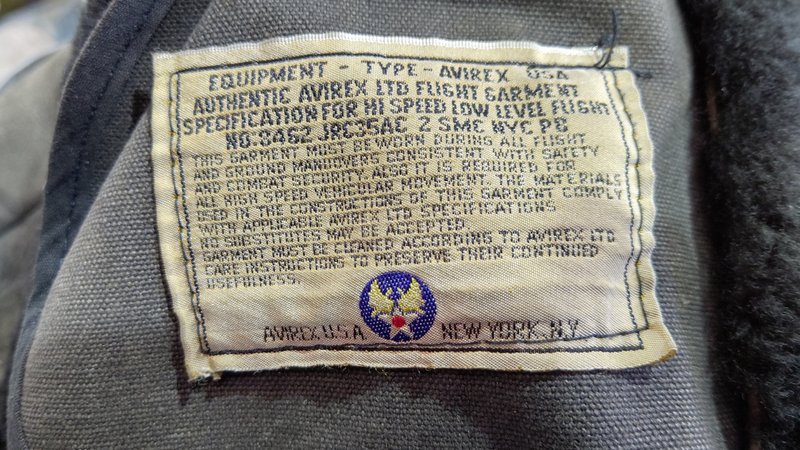 EQUIPMENT - TYPE - AVIREX USA
AUTHENTIC AVIREX LTD FLIGHT GARMENT
SPECIFICATION FOR HI SPEED LOW LEVEL FLIGHT
NO. 8462 JRC35AC 2 SMC NYC PB
THIS GARMENT MUST BE WORN DURING ALL FLIGHT
AND GROUND MANUOVERS CONSISTENT WITH SAFETY
AND COMBAT SECURITY. ALSO IT IS REQUIRED FOR
ALL HIGH SPEED VEHICULAR MOVEMENT. THE MATERIALS
USED IN THE CONSTRUCTIONS OF THIS GARMENT COMPLY
WITH APPLICABLE AVIREX LTD SPECIFICATIONS
NO SUBSTITUTES MAY BE ACCEPTED
GARMENT MUST BE CLEANED ACCORDING TO AVIREX LTD
CARE INSTRUCTIONS TO PRESERVE THEIR CONTINUED
USEFULNESS.
AVIREX U.S.A. NEW YORK, N.Y.